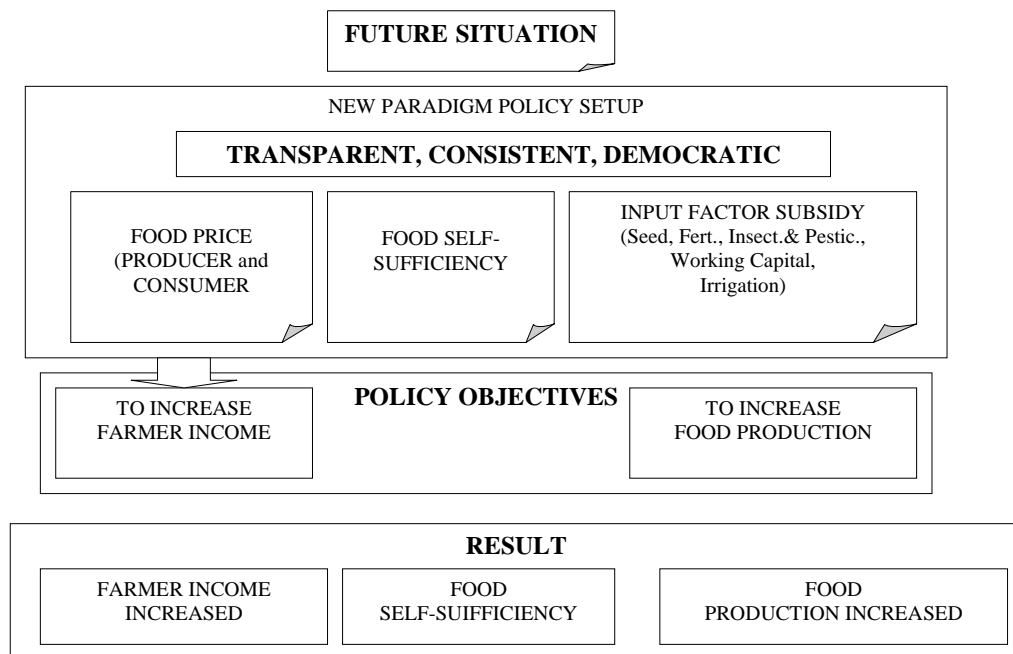 FUTURE SITUATION
NEW PARADIGM POLICY SETUP
TRANSPARENT, CONSISTENT, DEMOCRATIC
FOOD PRICE
(PRODUCER and
CONSUMER
FOOD SELF-
SUFFICIENCY
INPUT FACTOR SUBSIDY
(Seed, Fert., Insect.& Pestic.,
Working Capital,
Irrigation)
POLICY OBJECTIVES
TO INCREASE
FARMER INCOME
TO INCREASE
FOOD PRODUCTION
RESULT
FARMER INCOME
INCREASED
FOOD
SELF-SUIFFICIENCY
FOOD
PRODUCTION INCREASED